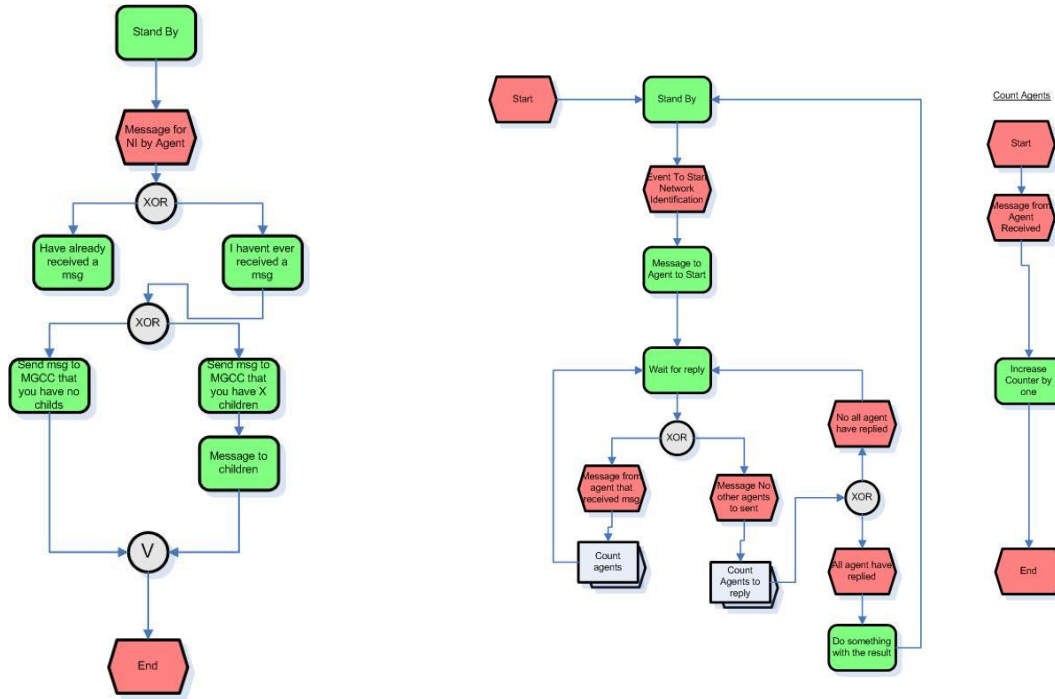 Stand By
Message for
NI by Agent
XOR
Have already
received a
msg
I havent ever
received a
msg
XOR
Send msg to
MGCC that
you have no
childs
Send msg to
MGCC that
you have X
children
Message to
children
V
End
Start
Stand By
Event To Start
Network
Identification
Message to
Agent to Start
Wait for reply
XOR
Message from
agent that
received msg
Message No
other agents
to sent
Count
agents
Count
Agents to
reply
No all agent
have replied
XOR
All agent have
replied
Do something
with the result
Count Agents
Start
Message from
Agent
Received
Increase
Counter by
one
End